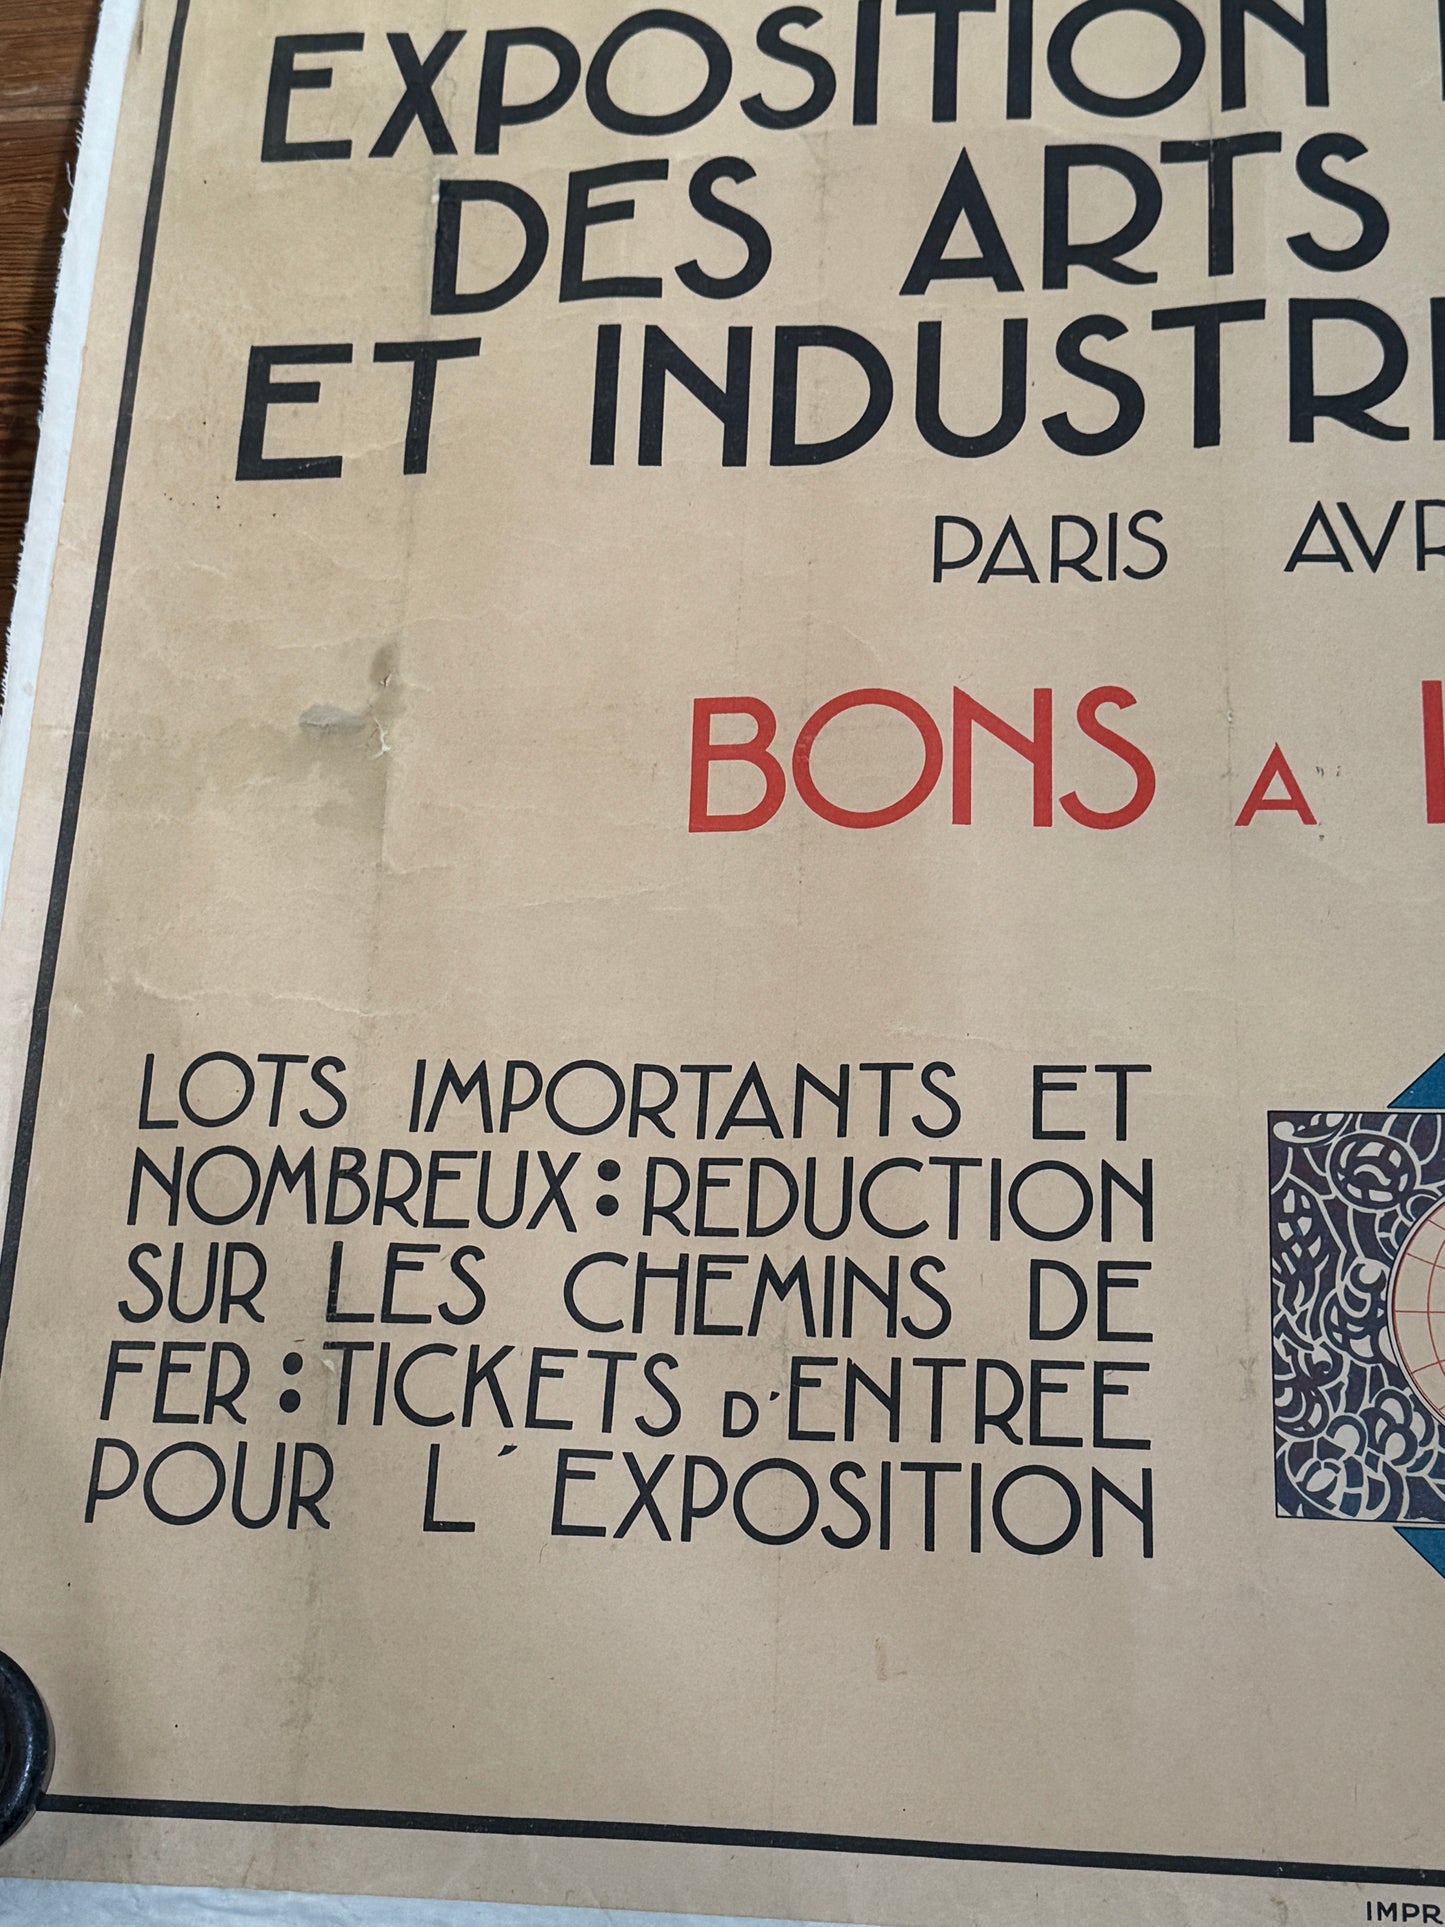 EXPOSITION
DES ARTS
ET INDUSTRI
PARIS AVR
BONS A
LOTS IMPORTANTS ET
NOMBREUX : REDUCTION
SUR LES CHEMINS DE
FER : TICKETS D'ENTREE
POUR L'EXPOSITION
IMPR